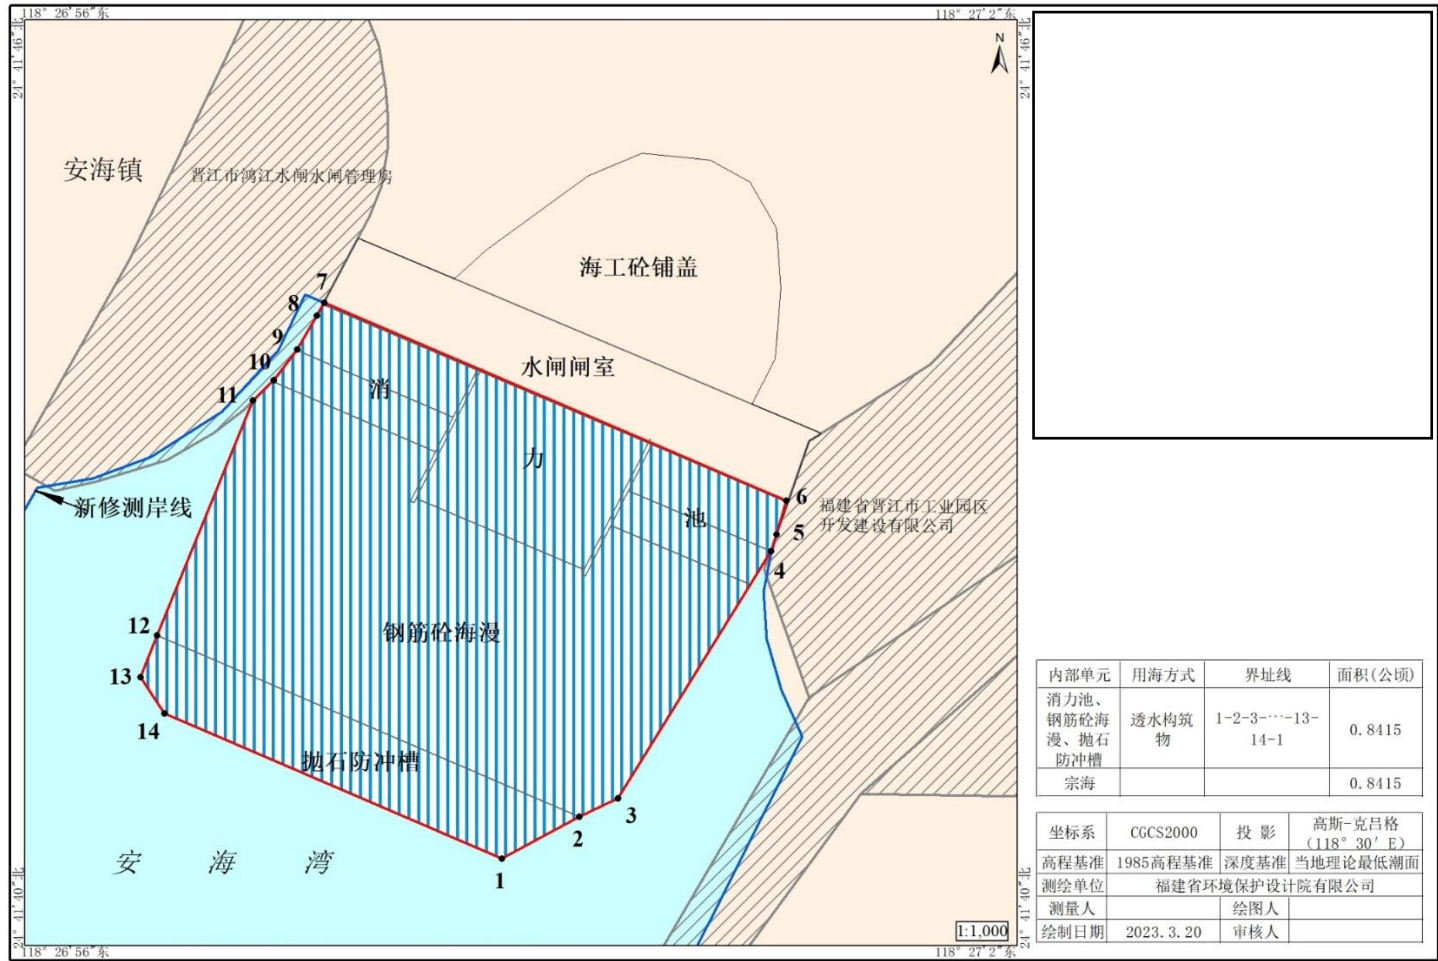 118° 26′56″东
118° 27′2″东
24° 41′46″北
24° 41′46″北
N
安海镇
晋江市鸿江水闸水闸管理房
海工砼铺盖
7
8
9
水闸闸室
10
消
11
力
6
新修测岸线
池
福建省晋江市工业园区
开发建设有限公司
5
4
12
钢筋砼海漫
13
14
抛石防冲槽
3
2
安 海 湾
1
1:1,000
24° 41′40″北
24° 41′40″北
118° 26′56″东
118° 27′2″东
内部单元 用海方式 界址线 面积(公顷)
消力池、
钢筋砼海
漫、抛石
防冲槽
透水构筑
物
1-2-3-…-13-
14-1
0.8415
宗海 0.8415
坐标系 CGCS2000 投 影 高斯-克吕格
(118° 30′ E)
高程基准 1985高程基准 深度基准 当地理论最低潮面
测绘单位 福建省环境保护设计院有限公司
测量人 绘图人
绘制日期 2023.3.20 审核人